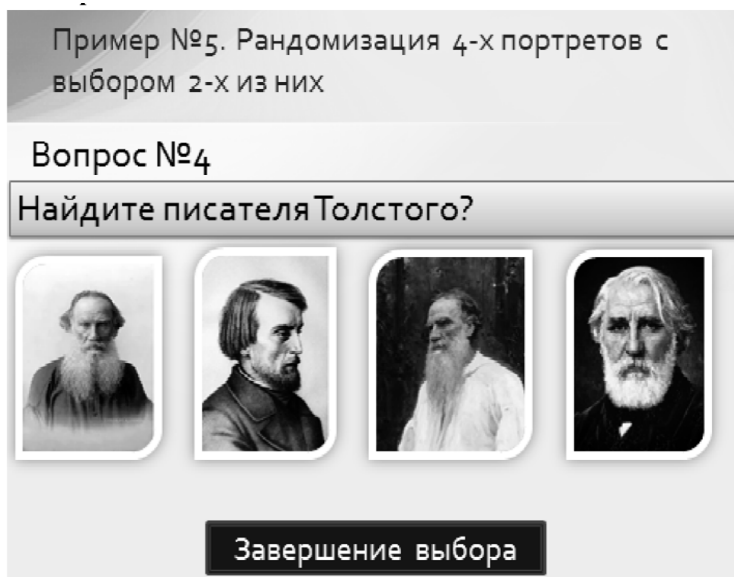 Пример №5. Рандомизация 4-х портретов с
выбором 2-х из них
Вопрос №4
Найдите писателя Толстого?
Завершение выбора